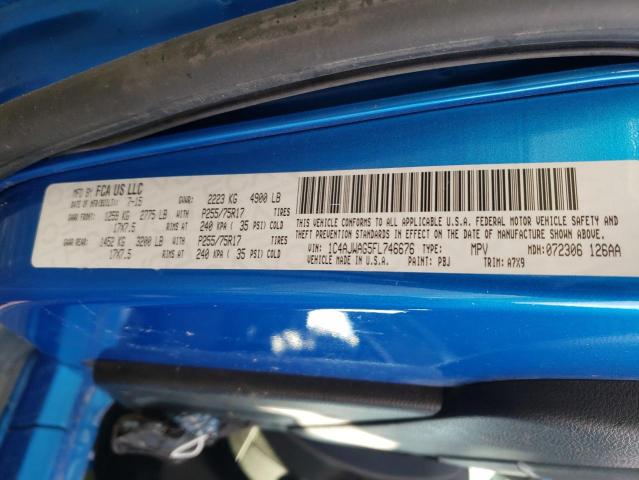 MFD BY FCA US LLC
DATE OF MFR(BUILT): 7-15 GVWR: 2223 KG 4900 LB
GAWR FRONT: 1259 KG 2775 LB WITH P255/75R17 TIRES
17X7.5 RIMS AT 240 KPA ( 35 PSI) COLD
GAWR REAR: 1452 KG 3200 LB WITH P255/75R17 TIRES
17X7.5 RIMS AT 240 KPA ( 35 PSI) COLD
THIS VEHICLE CONFORMS TO ALL APPLICABLE U.S.A. FEDERAL MOTOR VEHICLE SAFETY AND
THEFT PREVENTION STANDARDS IN EFFECT ON THE DATE OF MANUFACTURE SHOWN ABOVE.
VIN: 1C4AJWAG5FL746676 TYPE: MPV MDH: 072306 126AA
VEHICLE MADE IN U.S.A. PAINT: PBJ TRIM: A7X9